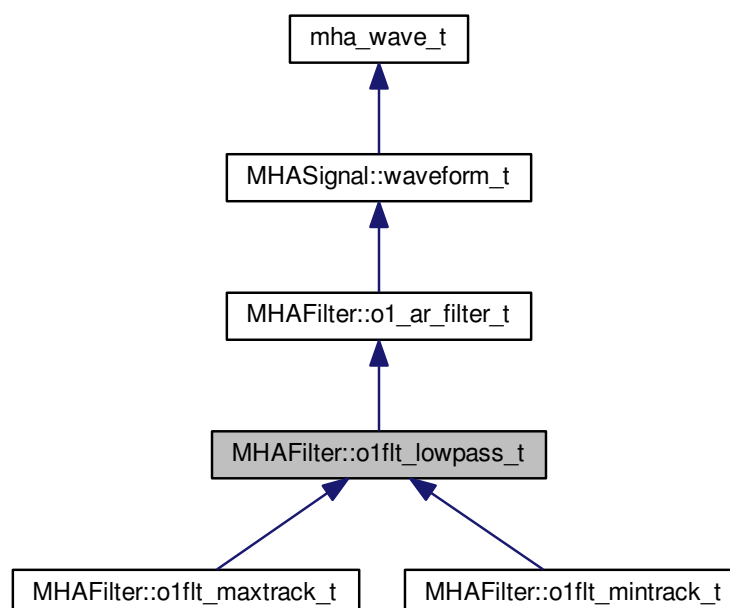 mha_wave_t
MHASignal::waveform_t
MHAFilter::o1_ar_filter_t
MHAFilter::o1flt_lowpass_t
MHAFilter::o1flt_maxtrack_t
MHAFilter::o1flt_mintrack_t